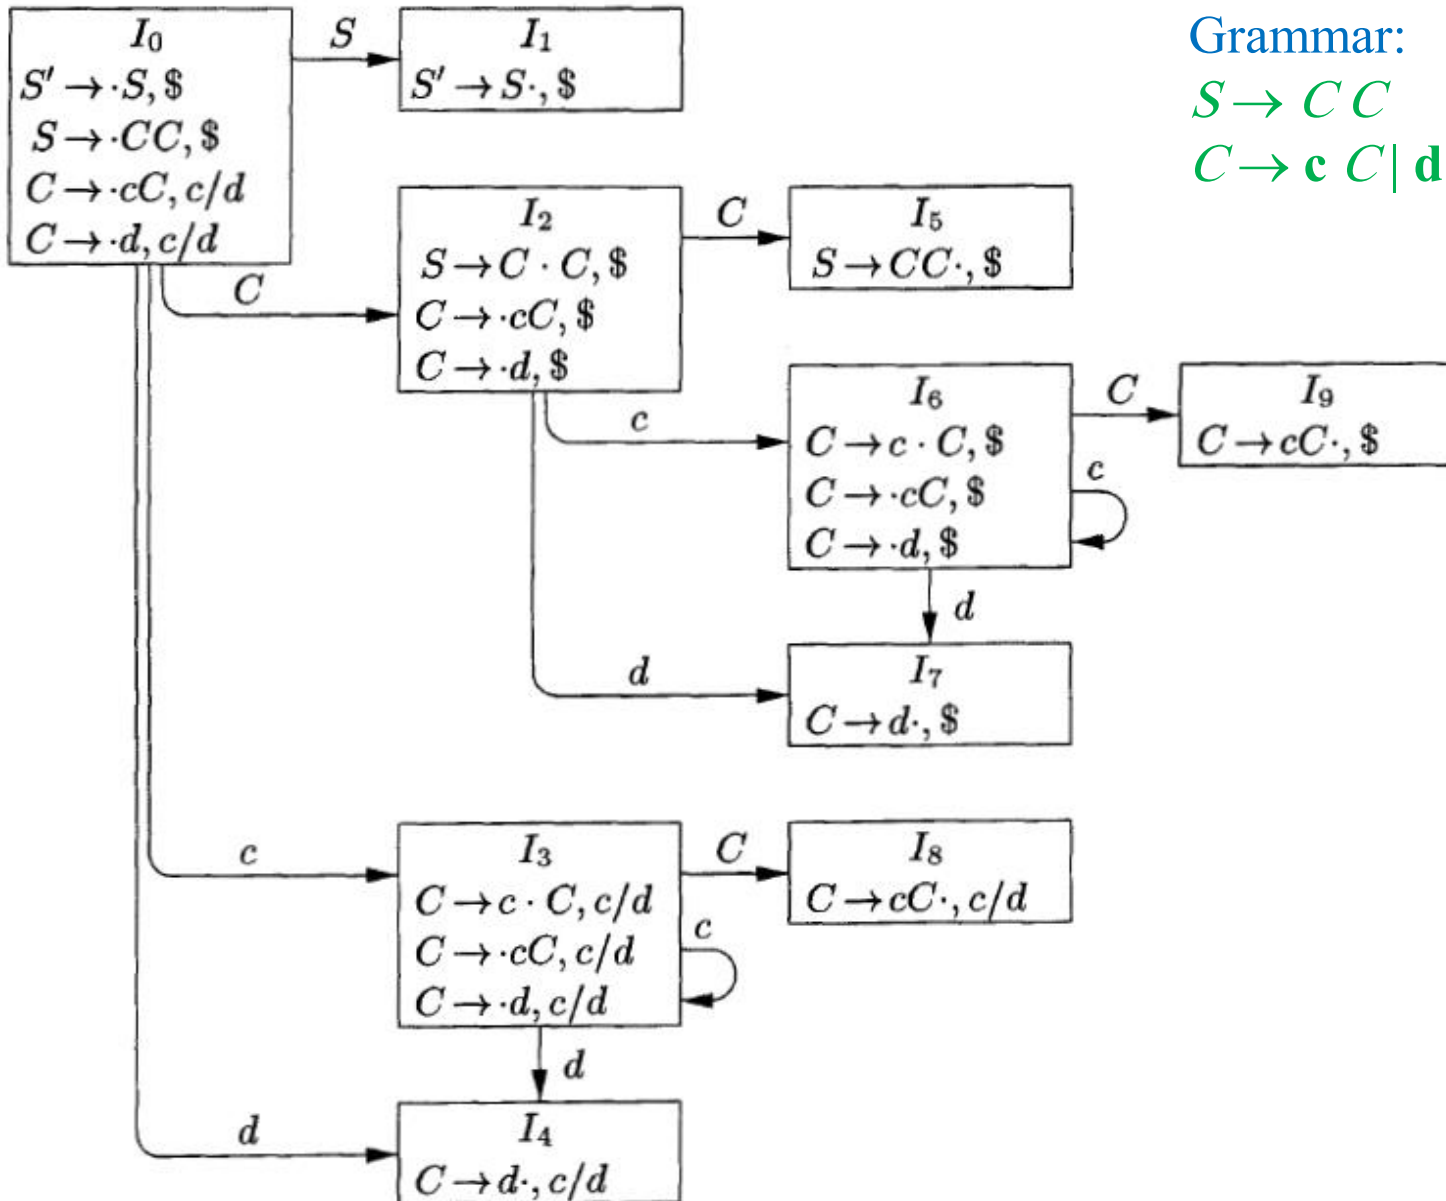 I₀
S′ → ·S, $
S → ·CC, $
C → ·cC, c/d
C → ·d, c/d
S
I₁
S′ → S·, $
Grammar:
S → C C
C → c C | d
C
I₂
S → C · C, $
C → ·cC, $
C → ·d, $
C
I₅
S → CC·, $
c
I₆
C → c · C, $
C → ·cC, $
C → ·d, $
C
I₉
C → cC·, $
c
d
d
I₇
C → d·, $
c
I₃
C → c · C, c/d
C → ·cC, c/d
C → ·d, c/d
C
I₈
C → cC·, c/d
c
d
d
I₄
C → d·, c/d